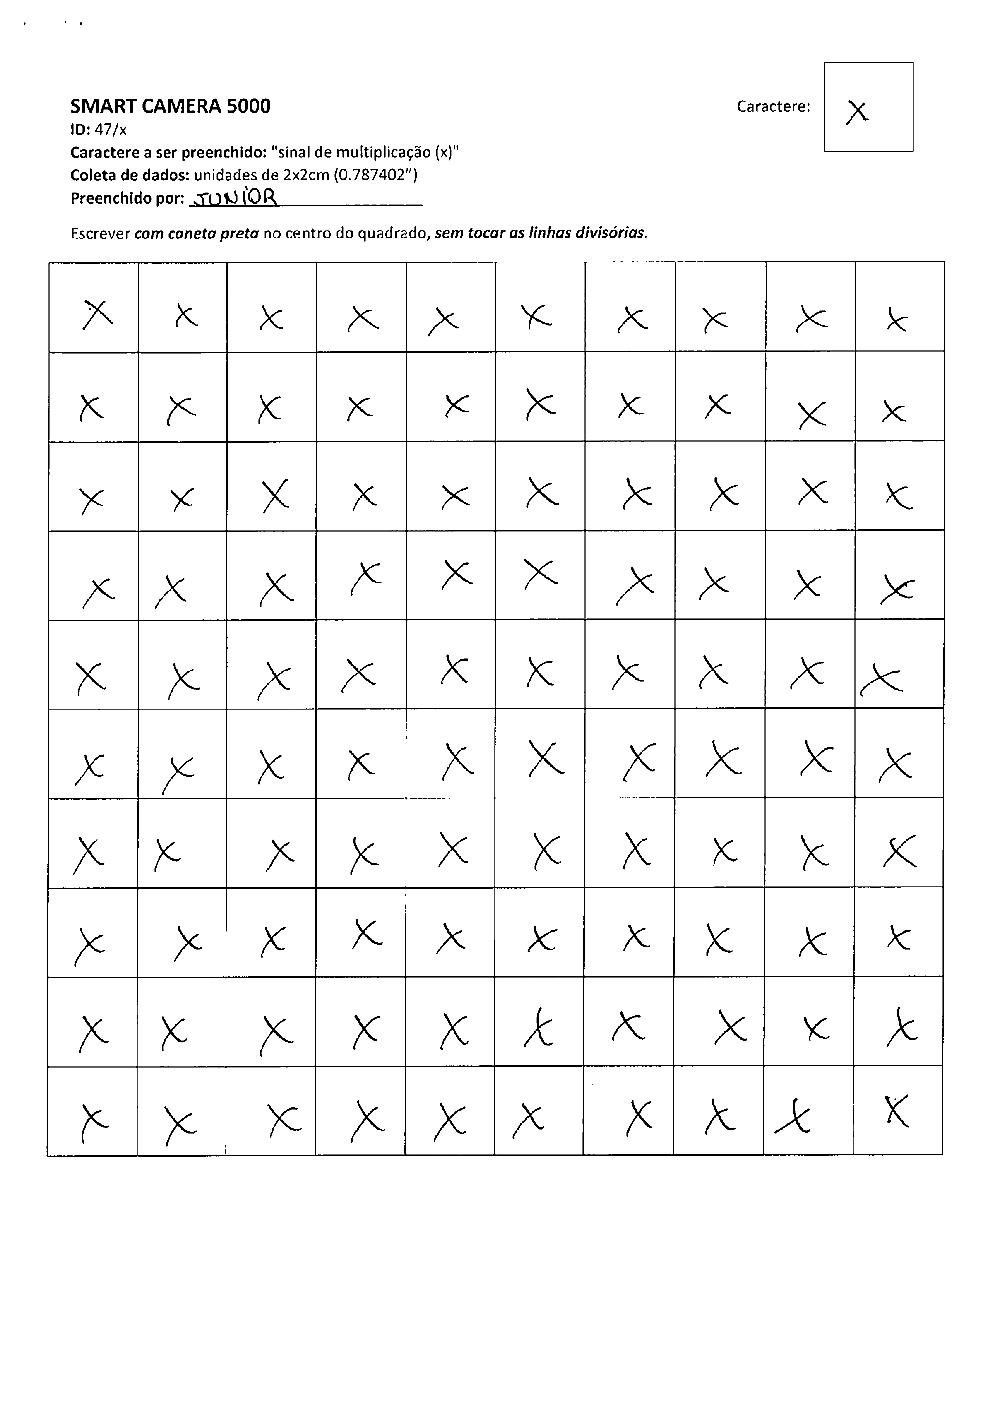 SMART CAMERA 5000
Caractere: x
ID: 47/x
Caractere a ser preenchido: "sinal de multiplicação (x)"
Coleta de dados: unidades de 2x2cm (0.787402")
Preenchido por: JUNIOR
Escrever com caneta preta no centro do quadrado, sem tocar as linhas divisórias.
x x x x x x x x x x
x x x x x x x x x x
x x x x x x x x x x
x x x x x x x x x x
x x x x x x x x x x
x x x x x x x x x x
x x x x x x x x x x
x x x x x x x x x x
x x x x x x x x x x
x x x x x x x x x x